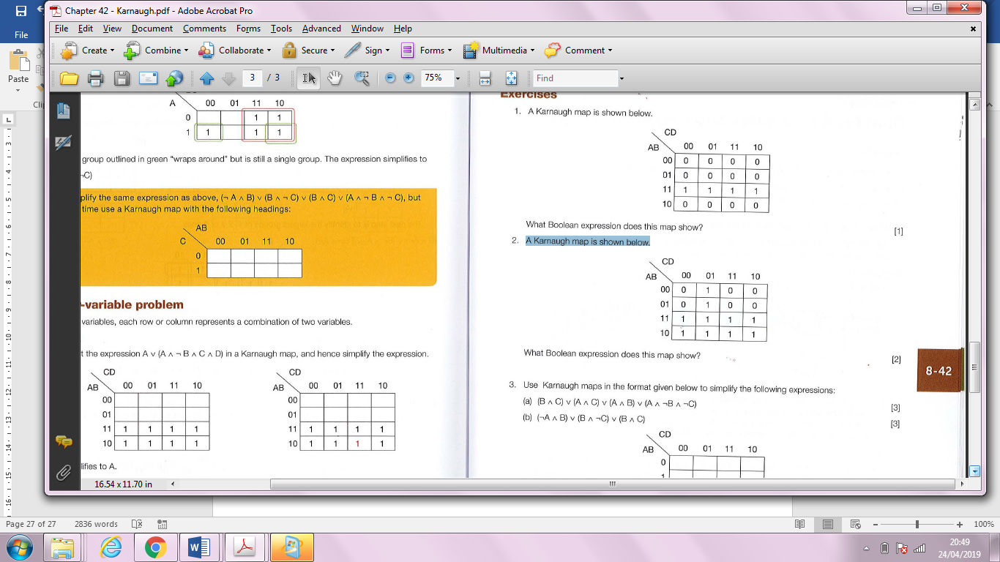 Chapter 42 - Karnaugh.pdf - Adobe Acrobat Pro
File
File Edit View Document Comments Forms Tools Advanced Window Help
Create Combine Collaborate Secure Sign Forms Multimedia Comment
Paste
3 / 3 75% Find
Clip
A 00 01 11 10
0 1 1
1 1 1 1
group outlined in green "wraps around" but is still a single group. The expression simplifies to
¬C)
plify the same expression as above, (¬ A ∧ B) ∨ (B ∧ ¬ C) ∨ (B ∧ C) ∨ (A ∧ ¬ B ∧ ¬ C), but
time use a Karnaugh map with the following headings:
AB
C 00 01 11 10
0
1
-variable problem
variables, each row or column represents a combination of two variables.
t the expression A ∨ (A ∧ ¬ B ∧ C ∧ D) in a Karnaugh map, and hence simplify the expression.
CD
AB 00 01 11 10
00
01
11 1 1 1 1
10 1 1 1 1
CD
AB 00 01 11 10
00
01
11 1 1 1 1
10 1 1 1 1
lifies to A.
Exercises
1. A Karnaugh map is shown below.
CD
AB 00 01 11 10
00 0 0 0 0
01 0 0 0 0
11 1 1 1 1
10 0 0 0 0
What Boolean expression does this map show?
[1]
2. A Karnaugh map is shown below.
CD
AB 00 01 11 10
00 0 1 0 0
01 0 1 0 0
11 1 1 1 1
10 1 1 1 1
What Boolean expression does this map show?
[2]
8-42
3. Use Karnaugh maps in the format given below to simplify the following expressions:
(a) (B ∧ C) ∨ (A ∧ C) ∨ (A ∧ B) ∨ (A ∧ ¬B ∧ ¬C)
[3]
(b) (¬A ∧ B) ∨ (B ∧ ¬C) ∨ (B ∧ C)
[3]
CD
AB 00 01 11 10
0
16.54 x 11.70 in
Page 27 of 27 2836 words
100%
20:49
24/04/2019